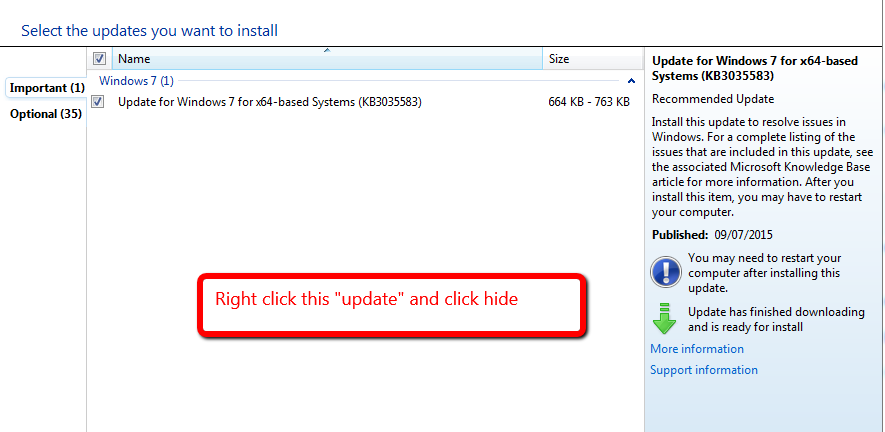 Select the updates you want to install
Name
Size
Important (1)
Optional (35)
Windows 7 (1)
Update for Windows 7 for x64-based Systems (KB3035583)
664 KB - 763 KB
Right click this "update" and click hide
Update for Windows 7 for x64-based
Systems (KB3035583)
Recommended Update
Install this update to resolve issues in
Windows. For a complete listing of the
issues that are included in this update, see
the associated Microsoft Knowledge Base
article for more information. After you
install this item, you may have to restart
your computer.
Published: 09/07/2015
You may need to restart your
computer after installing this
update.
Update has finished downloading
and is ready for install
More information
Support information